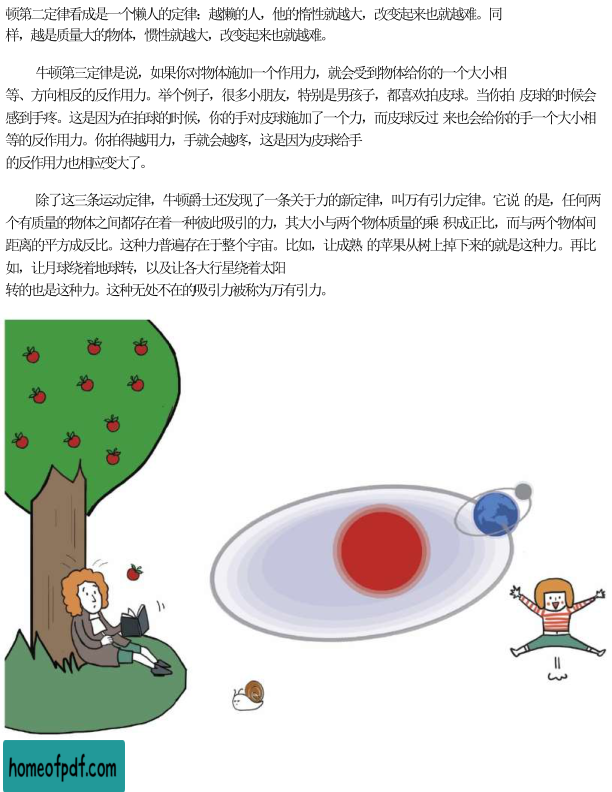 顿第二定律看成是一个懒人的定律：越懒的人，他的惰性就越大，改变起来也就越难。同
样，越是质量大的物体，惯性就越大，改变起来也就越难。
牛顿第三定律是说，如果你对物体施加一个作用力，就会受到物体给你的一个大小相
等、方向相反的反作用力。举个例子，很多小朋友，特别是男孩子，都喜欢拍皮球。当你拍 皮球的时候会
感到手疼。这是因为在拍球的时候，你的手对皮球施加了一个力，而皮球反过 来也会给你的手一个大小相
等的反作用力。你拍得越用力，手就会越疼，这是因为皮球给手
的反作用力也相应变大了。
除了这三条运动定律，牛顿爵士还发现了一条关于力的新定律，叫万有引力定律。它说 的是，任何两
个有质量的物体之间都存在着一种彼此吸引的力，其大小与两个物体质量的乘 积成正比，而与两个物体间
距离的平方成反比。这种力普遍存在于整个宇宙。比如，让成熟 的苹果从树上掉下来的就是这种力。再比
如，让月球绕着地球转，以及让各大行星绕着太阳
转的也是这种力。这种无处不在的吸引力被称为万有引力。
homeofpdf.com